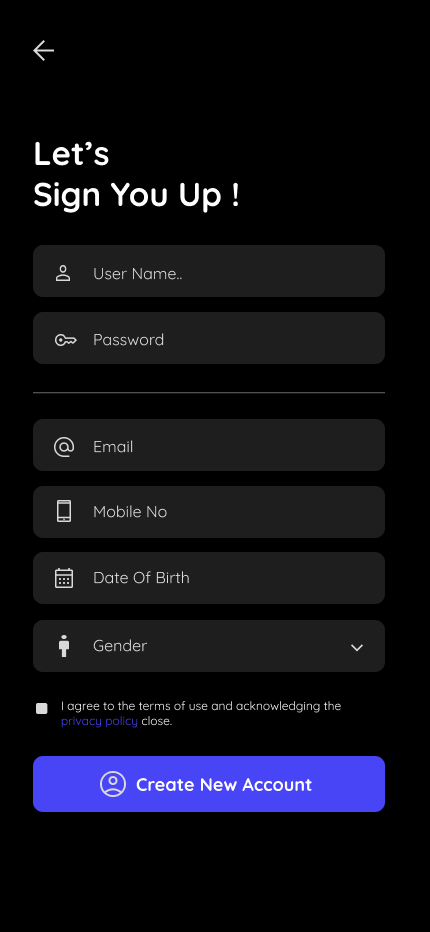 Let’s
Sign You Up !
User Name..
Password
Email
Mobile No
Date Of Birth
Gender
I agree to the terms of use and acknowledging the
privacy policy close.
Create New Account